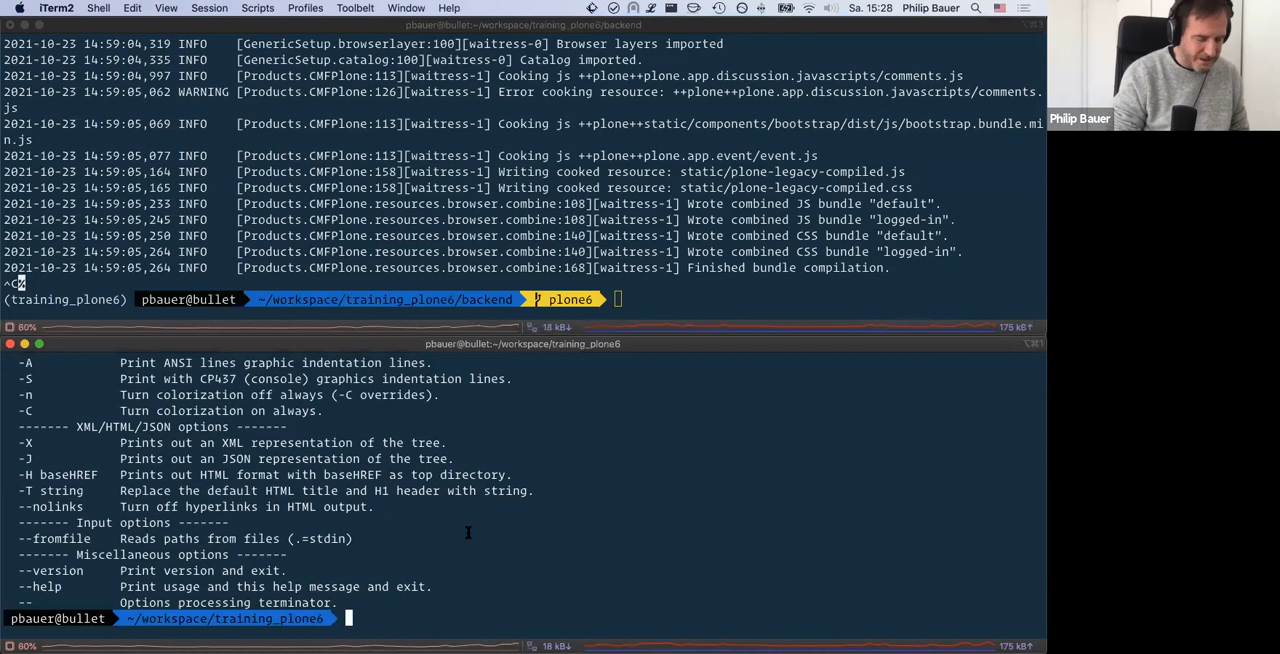 iTerm2 Shell Edit View Session Scripts Profiles Toolbelt Window Help Sa. 15:28 Philip Bauer
pbauer@bullet:~/workspace/training_plone6/backend
2021-10-23 14:59:04,319 INFO [GenericSetup.browserlayer:100][waitress-0] Browser layers imported
2021-10-23 14:59:04,335 INFO [GenericSetup.catalog:100][waitress-0] Catalog imported.
2021-10-23 14:59:04,997 INFO [Products.CMFPlone:113][waitress-1] Cooking js ++plone++plone.app.discussion.javascripts/comments.js
2021-10-23 14:59:05,062 WARNING [Products.CMFPlone:126][waitress-1] Error cooking resource: ++plone++plone.app.discussion.javascripts/comments.
js
2021-10-23 14:59:05,069 INFO [Products.CMFPlone:113][waitress-1] Cooking js ++plone++static/components/bootstrap/dist/js/bootstrap.bundle.mi
n.js
2021-10-23 14:59:05,077 INFO [Products.CMFPlone:113][waitress-1] Cooking js ++plone++plone.app.event/event.js
2021-10-23 14:59:05,164 INFO [Products.CMFPlone:158][waitress-1] Writing cooked resource: static/plone-legacy-compiled.js
2021-10-23 14:59:05,165 INFO [Products.CMFPlone:158][waitress-1] Writing cooked resource: static/plone-legacy-compiled.css
2021-10-23 14:59:05,233 INFO [Products.CMFPlone.resources.browser.combine:108][waitress-1] Wrote combined JS bundle "default".
2021-10-23 14:59:05,245 INFO [Products.CMFPlone.resources.browser.combine:108][waitress-1] Wrote combined JS bundle "logged-in".
2021-10-23 14:59:05,250 INFO [Products.CMFPlone.resources.browser.combine:140][waitress-1] Wrote combined CSS bundle "default".
2021-10-23 14:59:05,264 INFO [Products.CMFPlone.resources.browser.combine:140][waitress-1] Wrote combined CSS bundle "logged-in".
2021-10-23 14:59:05,264 INFO [Products.CMFPlone.resources.browser.combine:168][waitress-1] Finished bundle compilation.
^C%
(training_plone6) pbauer@bullet ~/workspace/training_plone6/backend plone6
80% 18 kB↓ 175 kB↑
pbauer@bullet:~/workspace/training_plone6
-A Print ANSI lines graphic indentation lines.
-S Print with CP437 (console) graphics indentation lines.
-n Turn colorization off always (-C overrides).
-C Turn colorization on always.
------- XML/HTML/JSON options -------
-X Prints out an XML representation of the tree.
-J Prints out an JSON representation of the tree.
-H baseHREF Prints out HTML format with baseHREF as top directory.
-T string Replace the default HTML title and H1 header with string.
--nolinks Turn off hyperlinks in HTML output.
------- Input options -------
--fromfile Reads paths from files (.=stdin)
------- Miscellaneous options -------
--version Print version and exit.
--help Print usage and this help message and exit.
-- Options processing terminator.
pbauer@bullet ~/workspace/training_plone6
80% 18 kB↓ 175 kB↑
Philip Bauer